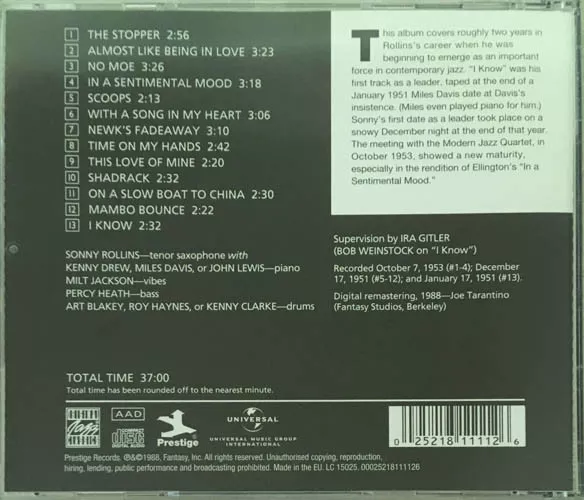 1 THE STOPPER 2:56
2 ALMOST LIKE BEING IN LOVE 3:23
3 NO MOE 3:26
4 IN A SENTIMENTAL MOOD 3:18
5 SCOOPS 2:13
6 WITH A SONG IN MY HEART 3:06
7 NEWK'S FADEAWAY 3:10
8 TIME ON MY HANDS 2:42
9 THIS LOVE OF MINE 2:20
10 SHADRACK 2:32
11 ON A SLOW BOAT TO CHINA 2:30
12 MAMBO BOUNCE 2:22
13 I KNOW 2:32
SONNY ROLLINS—tenor saxophone with
KENNY DREW, MILES DAVIS, or JOHN LEWIS—piano
MILT JACKSON—vibes
PERCY HEATH—bass
ART BLAKEY, ROY HAYNES, or KENNY CLARKE—drums
This album covers roughly two years in
Rollins's career when he was
beginning to emerge as an important
force in contemporary jazz. "I Know" was his
first track as a leader, taped at the end of a
January 1951 Miles Davis date at Davis's
insistence. (Miles even played piano for him.)
Sonny's first date as a leader took place on a
snowy December night at the end of that year.
The meeting with the Modern Jazz Quartet, in
October 1953, showed a new maturity,
especially in the rendition of Ellington's "In a
Sentimental Mood."
Supervision by IRA GITLER
(BOB WEINSTOCK on "I Know")
Recorded October 7, 1953 (#1-4); December
17, 1951 (#5-12); and January 17, 1951 (#13).
Digital remastering, 1988—Joe Tarantino
(Fantasy Studios, Berkeley)
TOTAL TIME 37:00
Total time has been rounded off to the nearest minute.
Jazz
AAD
COMPACT
disc
DIGITAL AUDIO
Prestige
UNIVERSAL
UNIVERSAL MUSIC GROUP
INTERNATIONAL
0 25218 11112 6
Prestige Records. ℗&©1988, Fantasy, Inc. All rights reserved. Unauthorised copying, reproduction,
hiring, lending, public performance and broadcasting prohibited. Made in the EU. LC 15025. 00025218111126